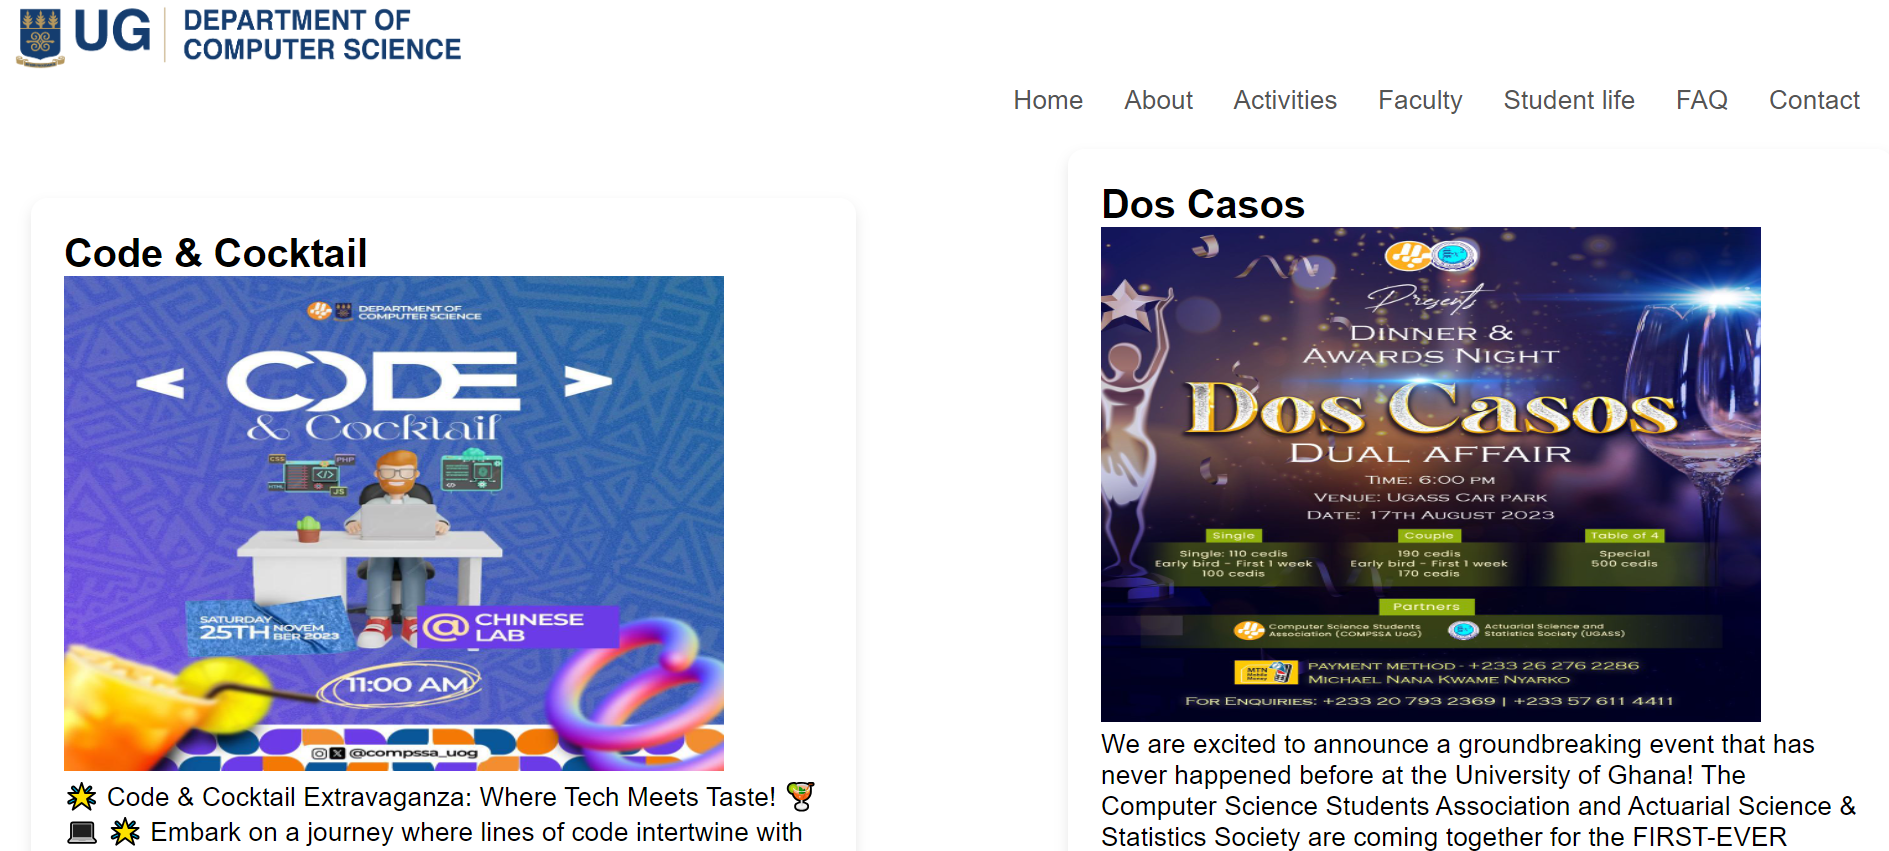 UG DEPARTMENT OF
COMPUTER SCIENCE
Home About Activities Faculty Student life FAQ Contact
Code & Cocktail
DEPARTMENT OF
COMPUTER SCIENCE
< CODE >
& Cocktail
CSS
PHP
HTML
JS
SATURDAY
25TH NOVEM
BER 2023
@ CHINESE
LAB
11:00 AM
@compssa_uog
🌟 Code & Cocktail Extravaganza: Where Tech Meets Taste! 🍹
💻 🌟 Embark on a journey where lines of code intertwine with
Dos Casos
Presents
DINNER &
AWARDS NIGHT
Dos Casos
DUAL AFFAIR
TIME: 6:00 PM
VENUE: UGASS CAR PARK
DATE: 17TH AUGUST 2023
Single
Single: 110 cedis
Early bird - First 1 week
100 cedis
Couple
190 cedis
Early bird - First 1 week
170 cedis
Table of 4
Special
500 cedis
Partners
Computer Science Students
Association (COMPSSA UoG)
Actuarial Science and
Statistics Society (UGASS)
MTN
Mobile
Money
PAYMENT METHOD - +233 26 276 2286
MICHAEL NANA KWAME NYARKO
FOR ENQUIRIES: +233 20 793 2369 | +233 57 611 4411
We are excited to announce a groundbreaking event that has
never happened before at the University of Ghana! The
Computer Science Students Association and Actuarial Science &
Statistics Society are coming together for the FIRST-EVER